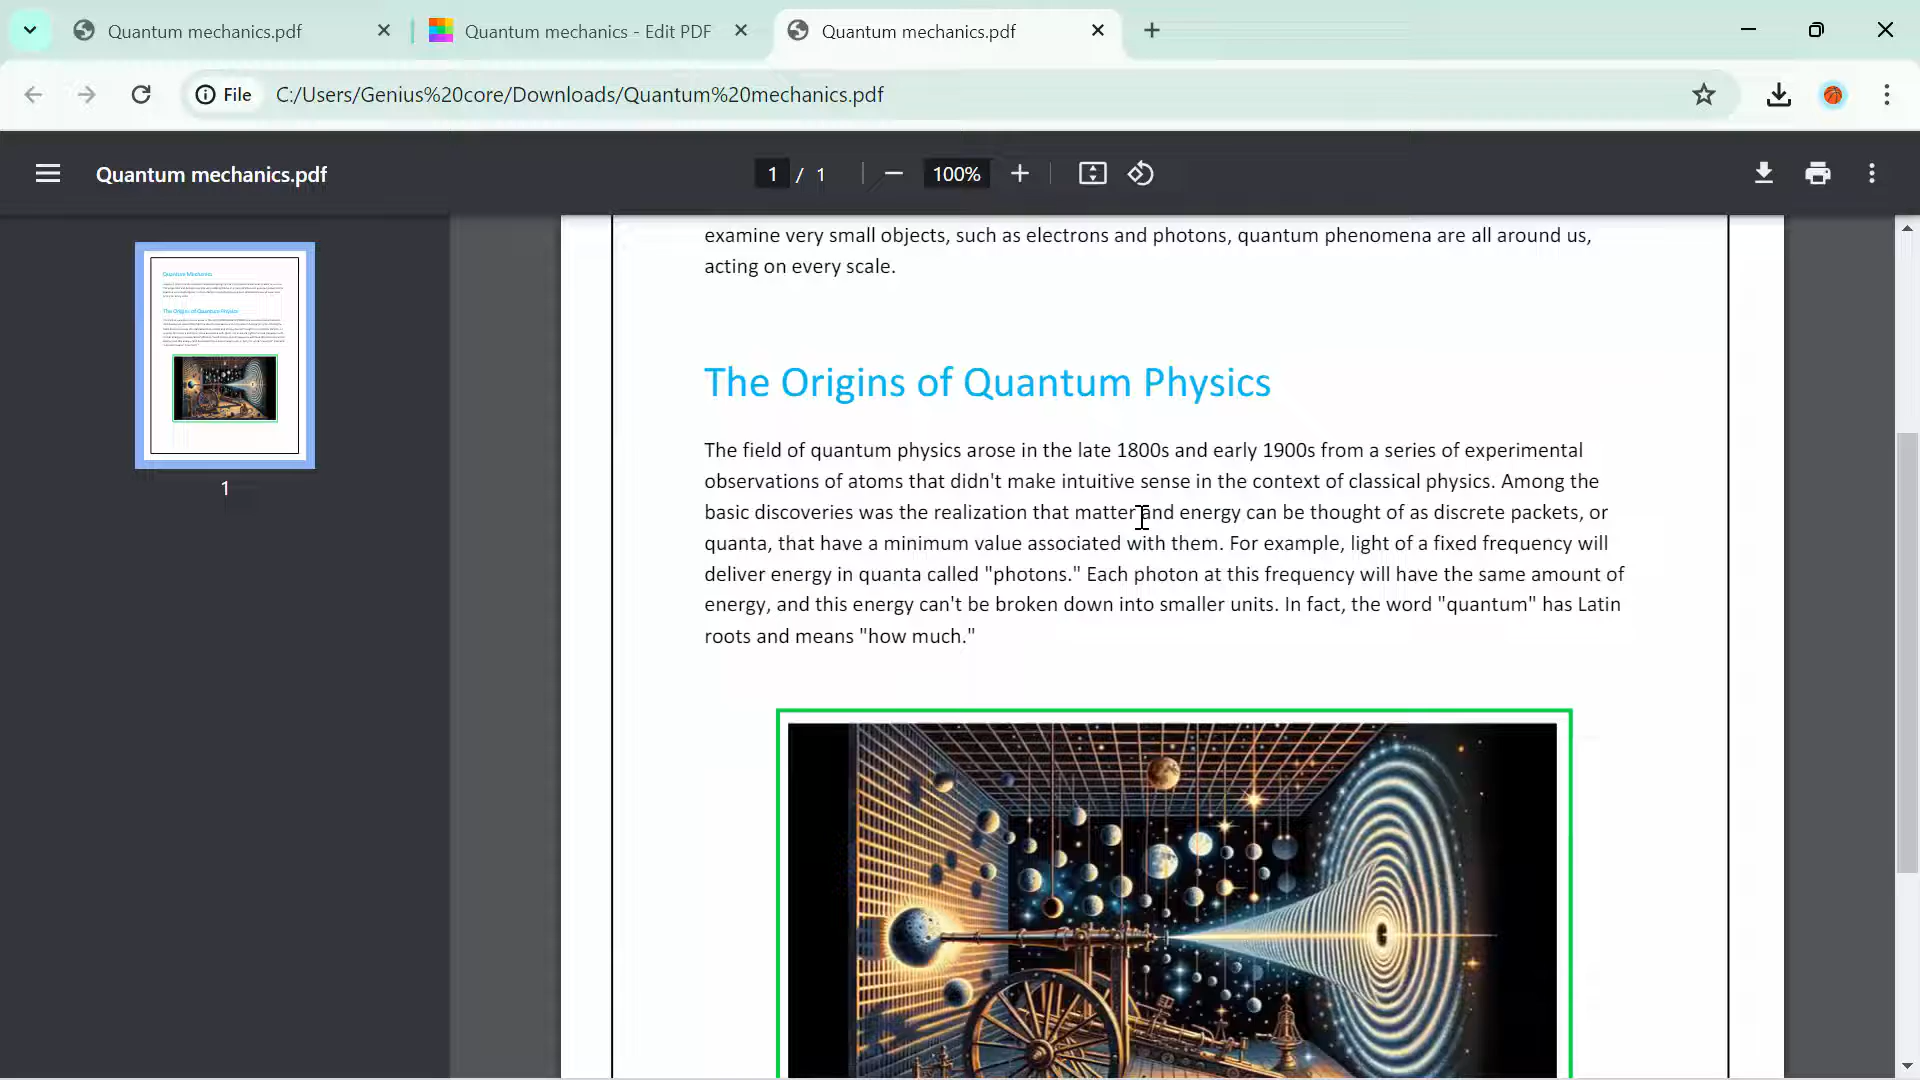 Quantum mechanics.pdf
Quantum mechanics - Edit PDF
Quantum mechanics.pdf
File
C:/Users/Genius%20core/Downloads/Quantum%20mechanics.pdf
Quantum mechanics.pdf
1 / 1
100%
1
examine very small objects, such as electrons and photons, quantum phenomena are all around us,
acting on every scale.
The Origins of Quantum Physics
The field of quantum physics arose in the late 1800s and early 1900s from a series of experimental
observations of atoms that didn't make intuitive sense in the context of classical physics. Among the
basic discoveries was the realization that matter and energy can be thought of as discrete packets, or
quanta, that have a minimum value associated with them. For example, light of a fixed frequency will
deliver energy in quanta called "photons." Each photon at this frequency will have the same amount of
energy, and this energy can't be broken down into smaller units. In fact, the word "quantum" has Latin
roots and means "how much."